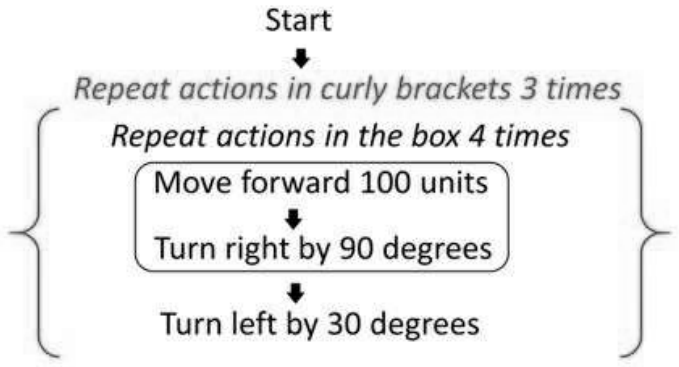 Start
Repeat actions in curly brackets 3 times
Repeat actions in the box 4 times
Move forward 100 units
Turn right by 90 degrees
Turn left by 30 degrees